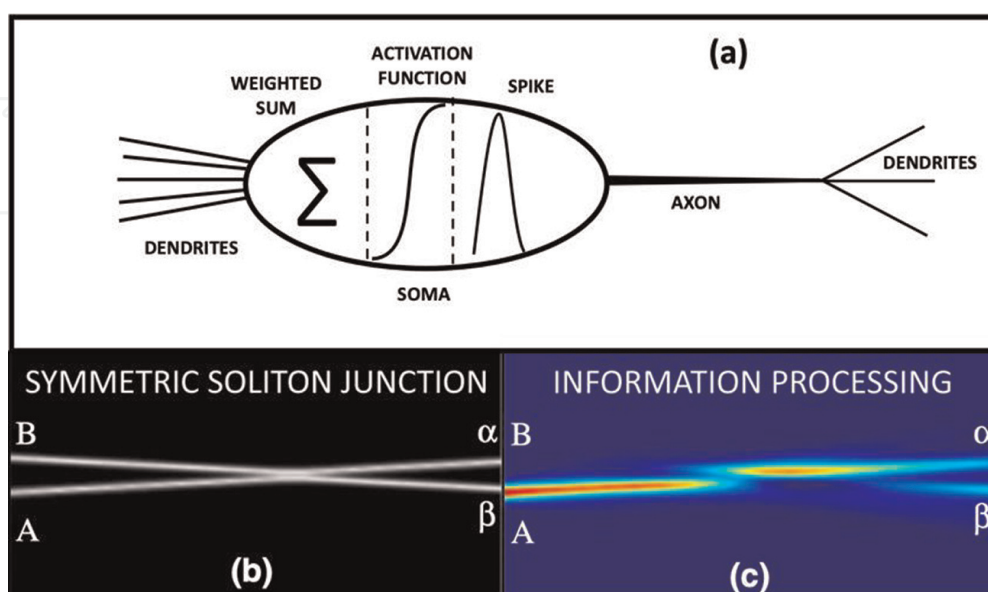 (a)
ACTIVATION
FUNCTION
WEIGHTED
SUM
SPIKE
Σ
DENDRITES
AXON
DENDRITES
SOMA
SYMMETRIC SOLITON JUNCTION
B
α
A
β
(b)
INFORMATION PROCESSING
B
α
A
β
(c)